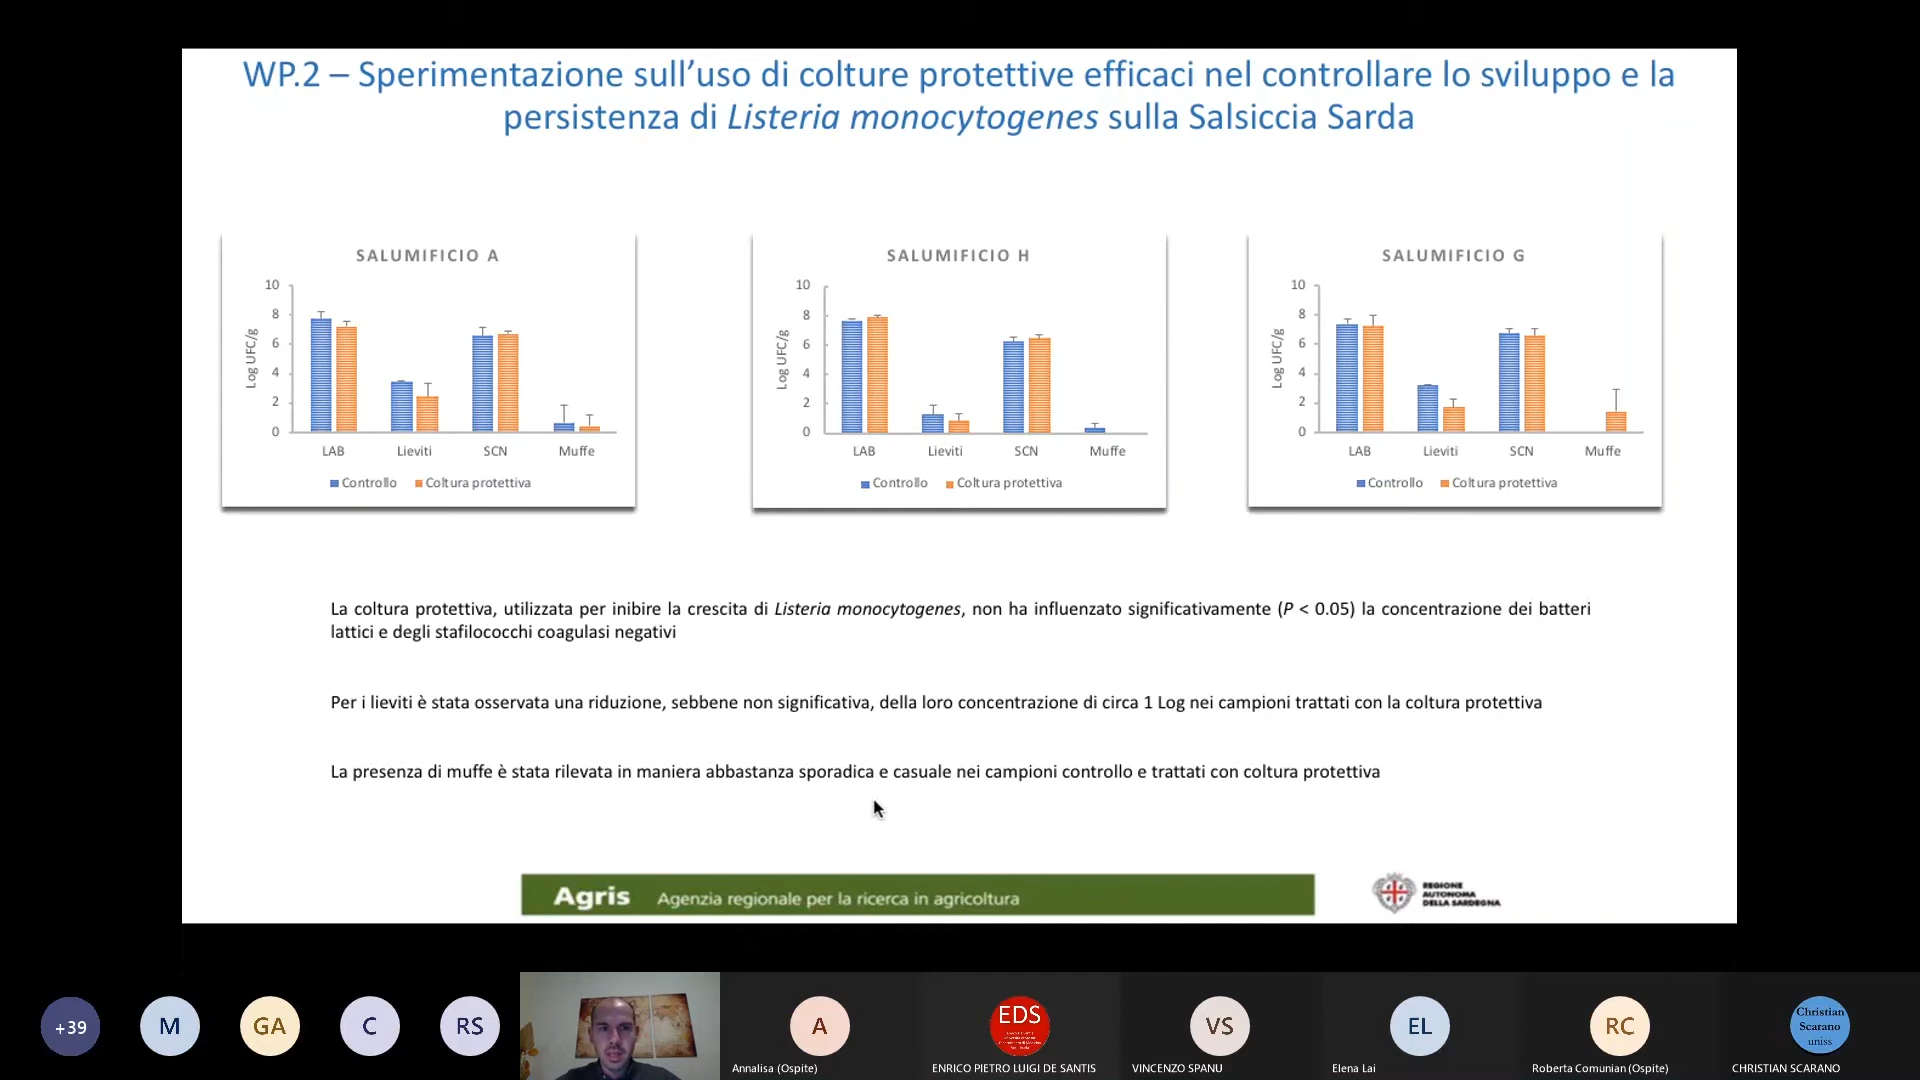 WP.2 – Sperimentazione sull’uso di colture protettive efficaci nel controllare lo sviluppo e la
persistenza di Listeria monocytogenes sulla Salsiccia Sarda
SALUMIFICIO A
10
8
6
4
2
0
Log UFC/g
LAB Lieviti SCN Muffe
Controllo Coltura protettiva
SALUMIFICIO H
10
8
6
4
2
0
Log UFC/g
LAB Lieviti SCN Muffe
Controllo Coltura protettiva
SALUMIFICIO G
10
8
6
4
2
0
Log UFC/g
LAB Lieviti SCN Muffe
Controllo Coltura protettiva
La coltura protettiva, utilizzata per inibire la crescita di Listeria monocytogenes, non ha influenzato significativamente (P < 0.05) la concentrazione dei batteri
lattici e degli stafilococchi coagulasi negativi
Per i lieviti è stata osservata una riduzione, sebbene non significativa, della loro concentrazione di circa 1 Log nei campioni trattati con la coltura protettiva
La presenza di muffe è stata rilevata in maniera abbastanza sporadica e casuale nei campioni controllo e trattati con coltura protettiva
Agris Agenzia regionale per la ricerca in agricoltura
REGIONE
AUTONOMA
DELLA SARDEGNA
+39
M
GA
C
RS
A
Annalisa (Ospite)
EDS
ENRICO PIETRO LUIGI DE SANTIS
VS
VINCENZO SPANU
EL
Elena Lai
RC
Roberta Comunian (Ospite)
Christian
Scarano
uniss
CHRISTIAN SCARANO